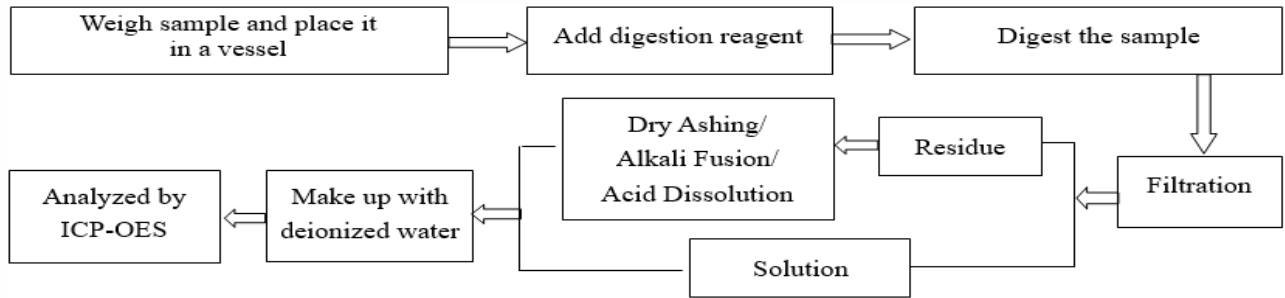 Weigh sample and place it
in a vessel
Add digestion reagent
Digest the sample
Filtration
Residue
Dry Ashing/
Alkali Fusion/
Acid Dissolution
Solution
Make up with
deionized water
Analyzed by
ICP-OES